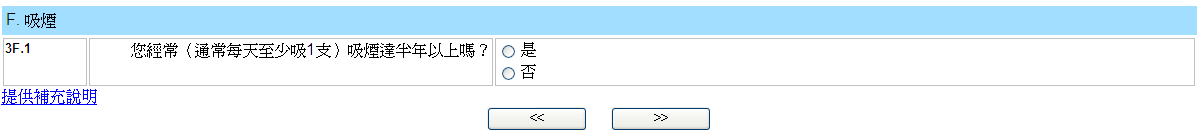 F. 吸煙
3F.1 您經常（通常每天至少吸1支）吸煙達半年以上嗎？ 是
否
提供補充說明
<< >>